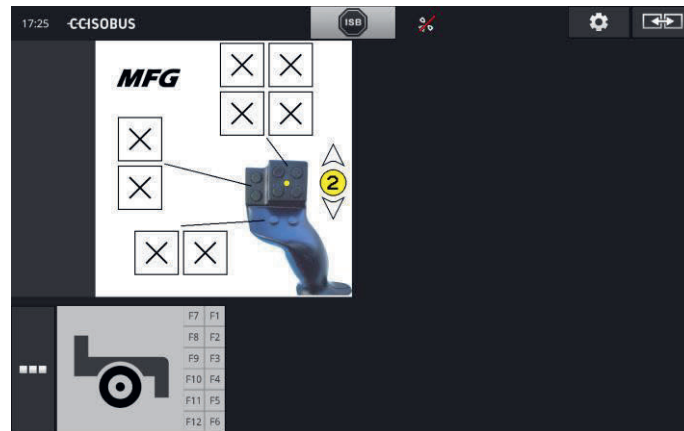 17:25 CCISOBUS ISB
MFG
2
F7 F1
F8 F2
F9 F3
F10 F4
F11 F5
F12 F6